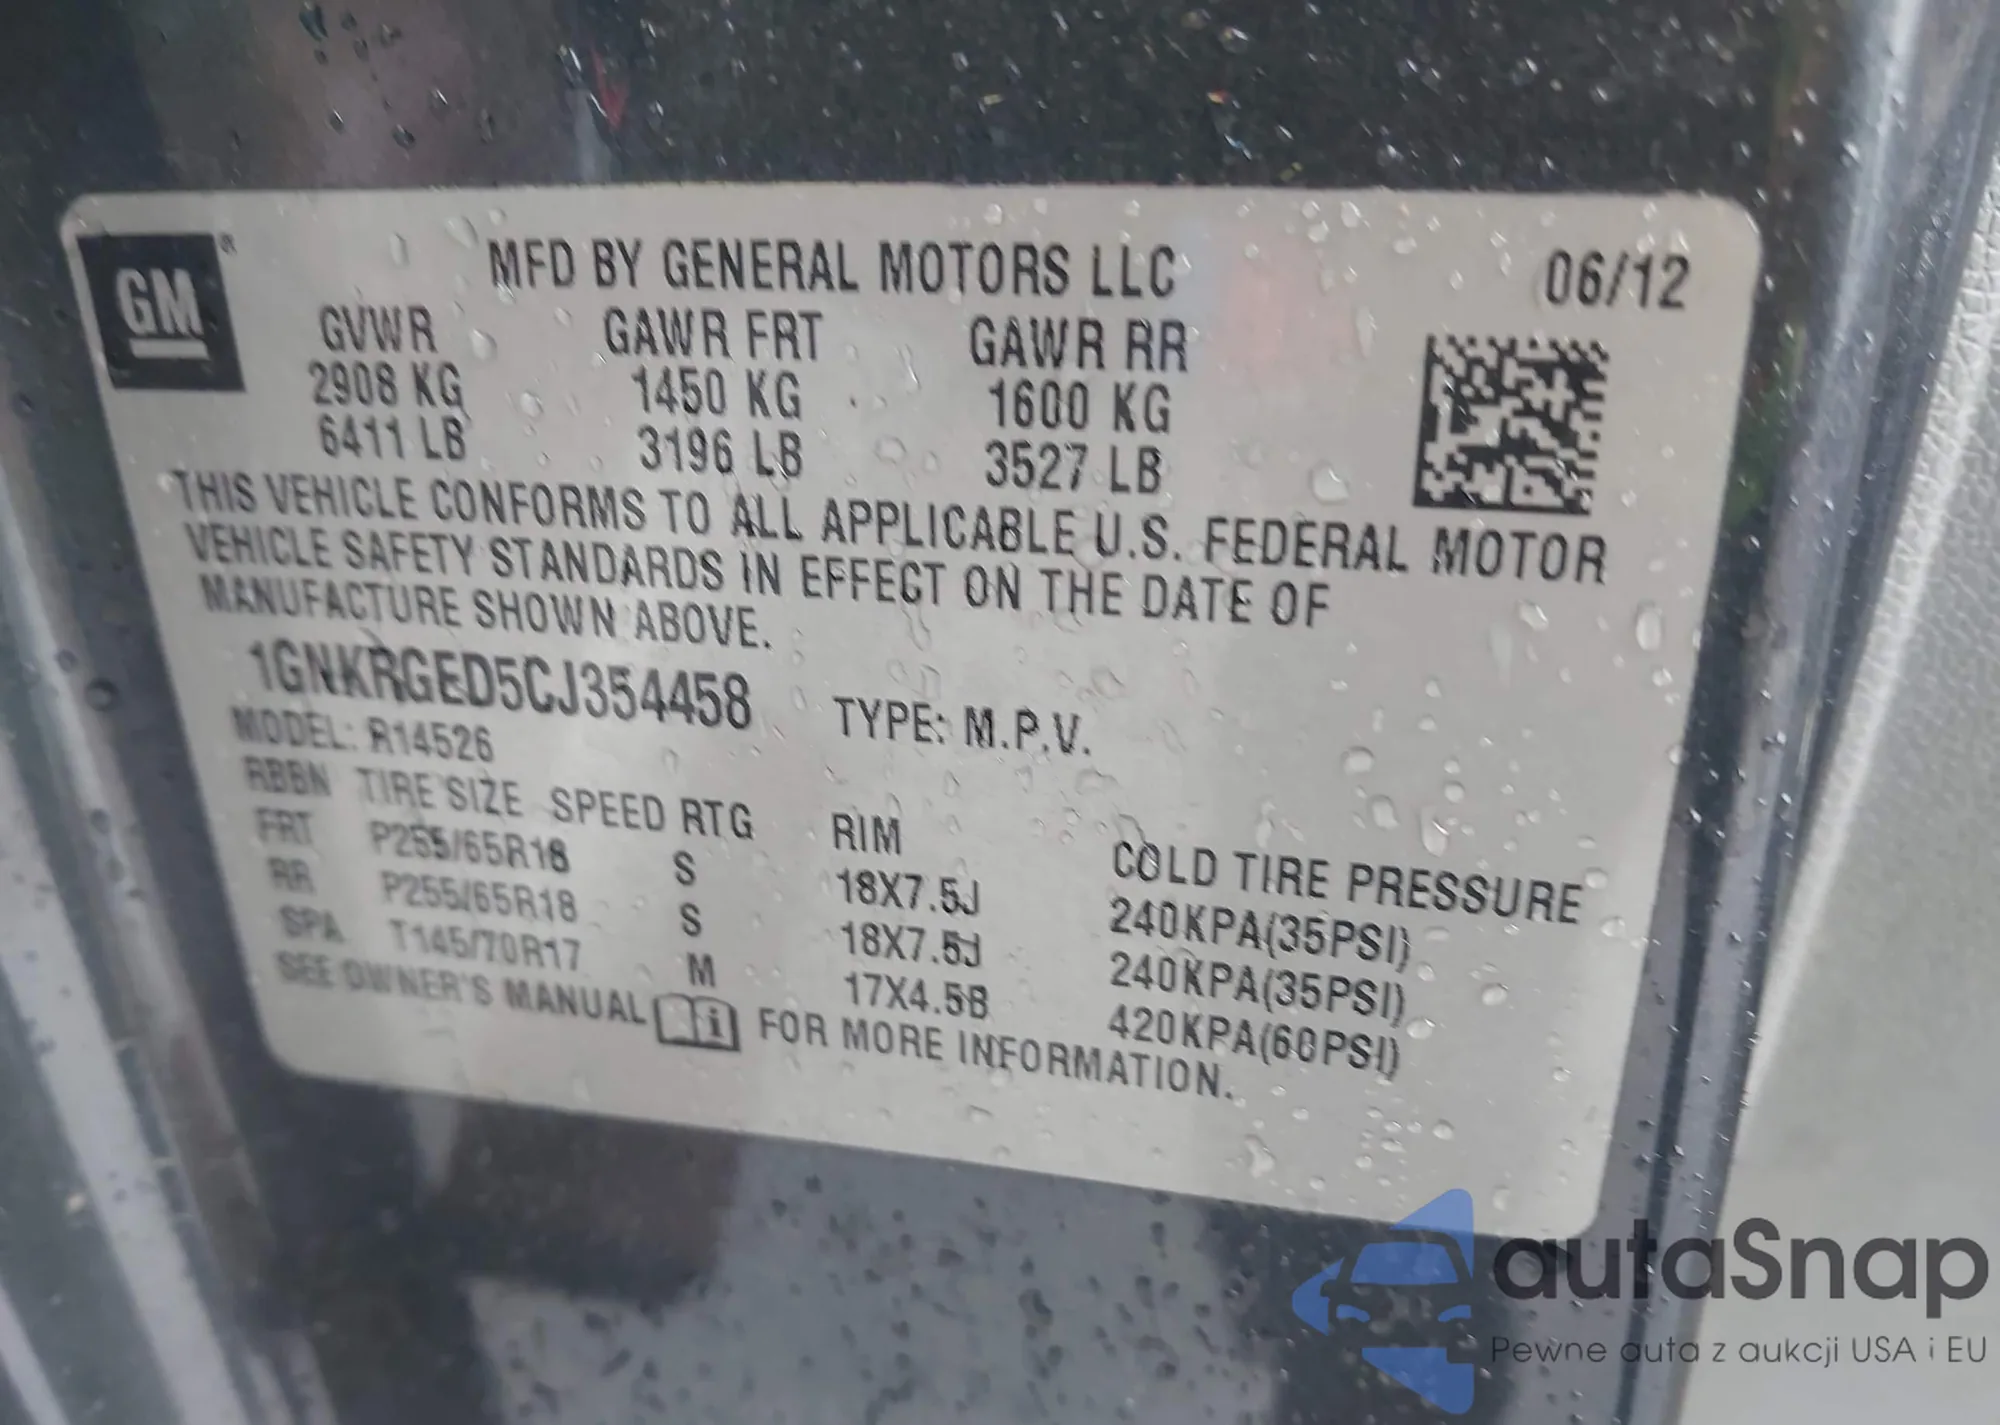 GM
MFD BY GENERAL MOTORS LLC 06/12
GVWR GAWR FRT GAWR RR
2908 KG 1450 KG 1600 KG
6411 LB 3196 LB 3527 LB
THIS VEHICLE CONFORMS TO ALL APPLICABLE U.S. FEDERAL MOTOR
VEHICLE SAFETY STANDARDS IN EFFECT ON THE DATE OF
MANUFACTURE SHOWN ABOVE.
1GNKRGED5CJ354458 TYPE: M.P.V.
MODEL: R14526
RBBN TIRE SIZE SPEED RTG RIM COLD TIRE PRESSURE
FRT P255/65R18 S 18X7.5J 240KPA(35PSI)
RR P255/65R18 S 18X7.5J 240KPA(35PSI)
SPA T145/70R17 M 17X4.5B 420KPA(60PSI)
SEE OWNER'S MANUAL FOR MORE INFORMATION.
autaSnap
Pewne auta z aukcji USA i EU